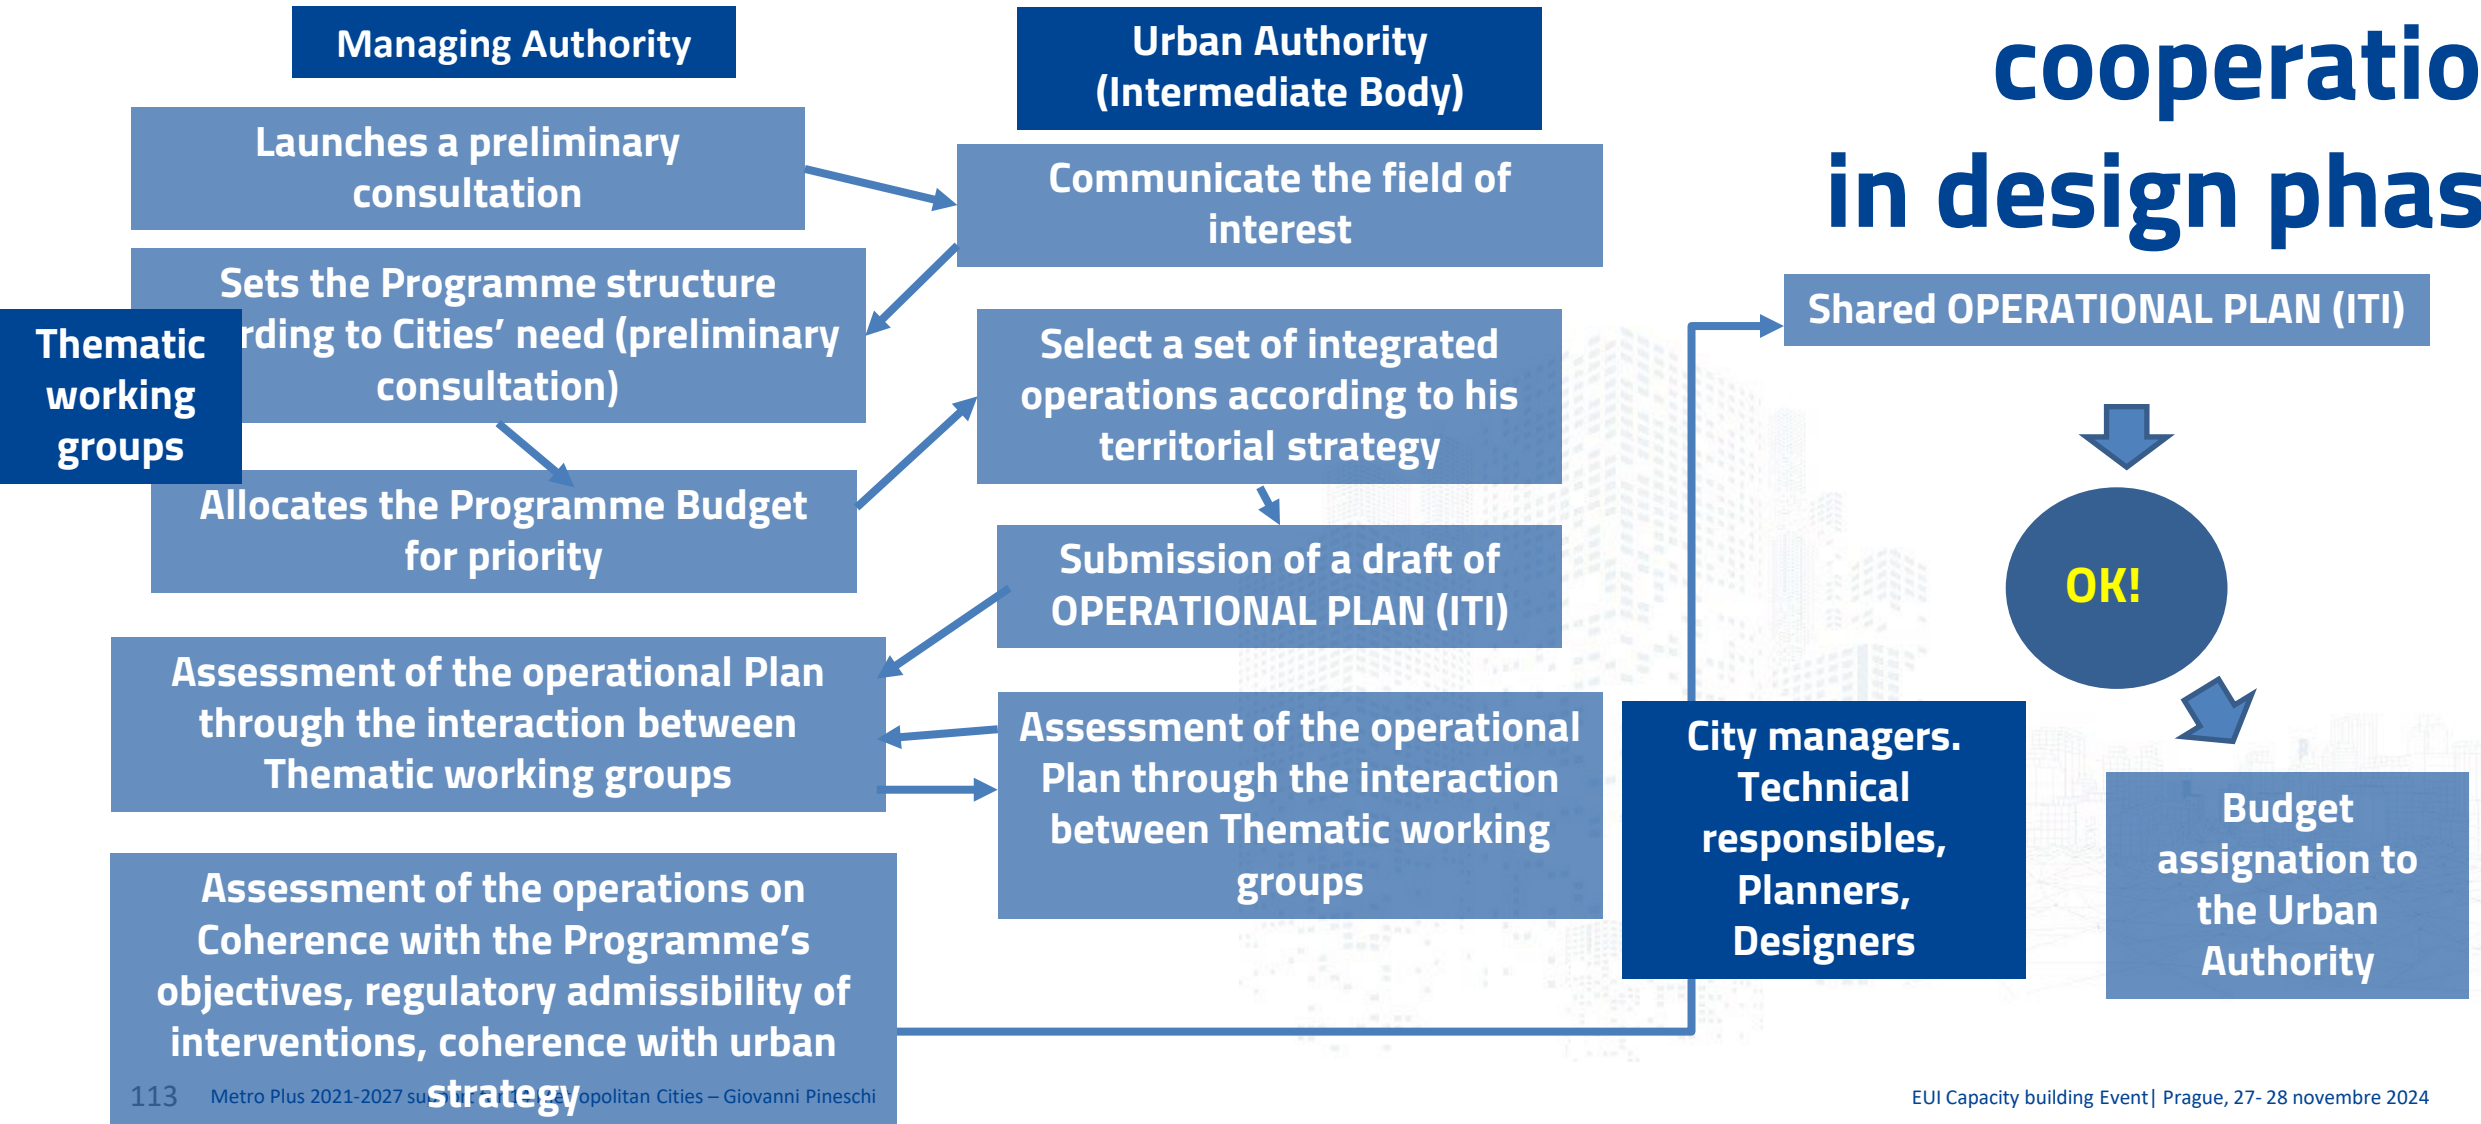 Managing Authority
Urban Authority
(Intermediate Body)
cooperatio
in design phas
Launches a preliminary
consultation
Communicate the field of
interest
Sets the Programme structure
rding to Cities' need (preliminary
consultation)
Thematic
working
groups
Allocates the Programme Budget
for priority
Select a set of integrated
operations according to his
territorial strategy
Submission of a draft of
OPERATIONAL PLAN (ITI)
Assessment of the operational Plan
through the interaction between
Thematic working groups
Assessment of the operational
Plan through the interaction
between Thematic working
groups
Assessment of the operations on
Coherence with the Programme's
objectives, regulatory admissibility of
interventions, coherence with urban
strategy
Shared OPERATIONAL PLAN (ITI)
OK!
City managers.
Technical
responsibles,
Planners,
Designers
Budget
assignation to
the Urban
Authority
113
Metro Plus 2021-2027 Cities – Giovanni Pineschi
EUI Capacity building Event| Prague, 27- 28 novembre 2024